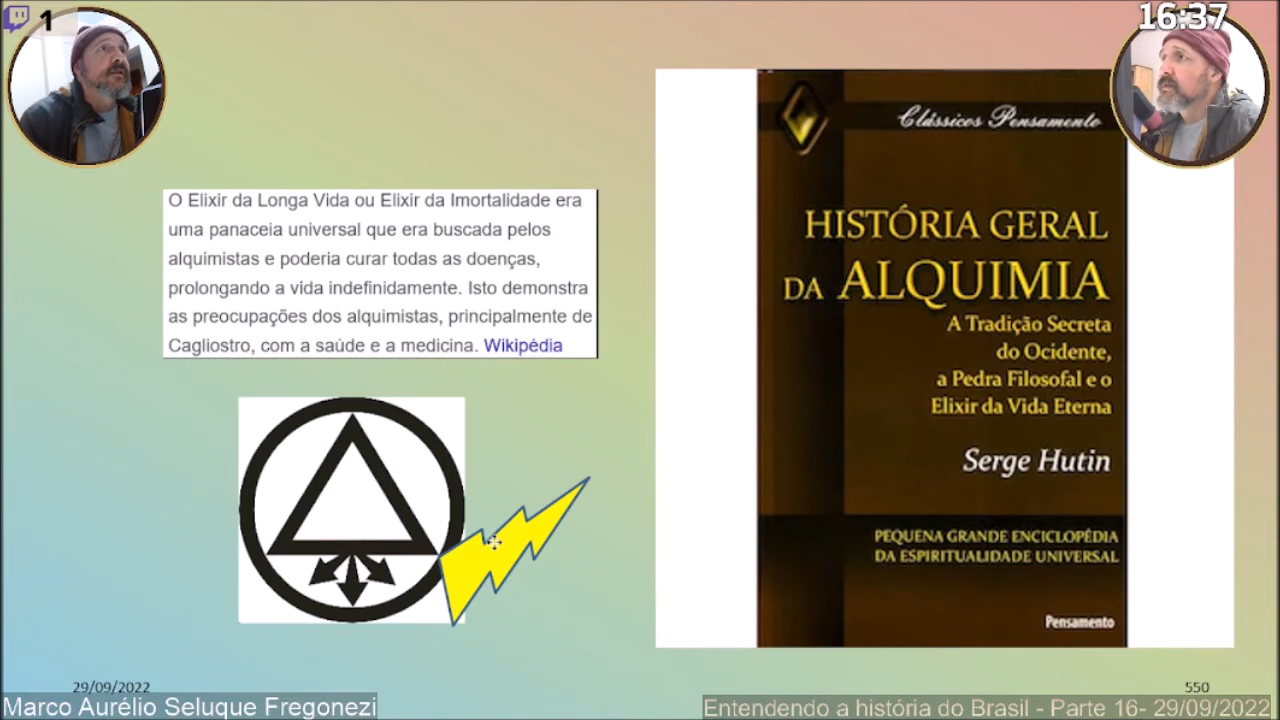 1
16:37
O Elixir da Longa Vida ou Elixir da Imortalidade era
uma panaceia universal que era buscada pelos
alquimistas e poderia curar todas as doenças,
prolongando a vida indefinidamente. Isto demonstra
as preocupações dos alquimistas, principalmente de
Cagliostro, com a saúde e a medicina. Wikipédia
Clássicos Pensamento
HISTÓRIA GERAL
DA ALQUIMIA
A Tradição Secreta
do Ocidente,
a Pedra Filosofal e o
Elixir da Vida Eterna
Serge Hutin
PEQUENA GRANDE ENCICLOPÉDIA
DA ESPIRITUALIDADE UNIVERSAL
Pensamento
29/09/2022
550
Marco Aurélio Seluque Fregonezi
Entendendo a história do Brasil - Parte 16- 29/09/2022